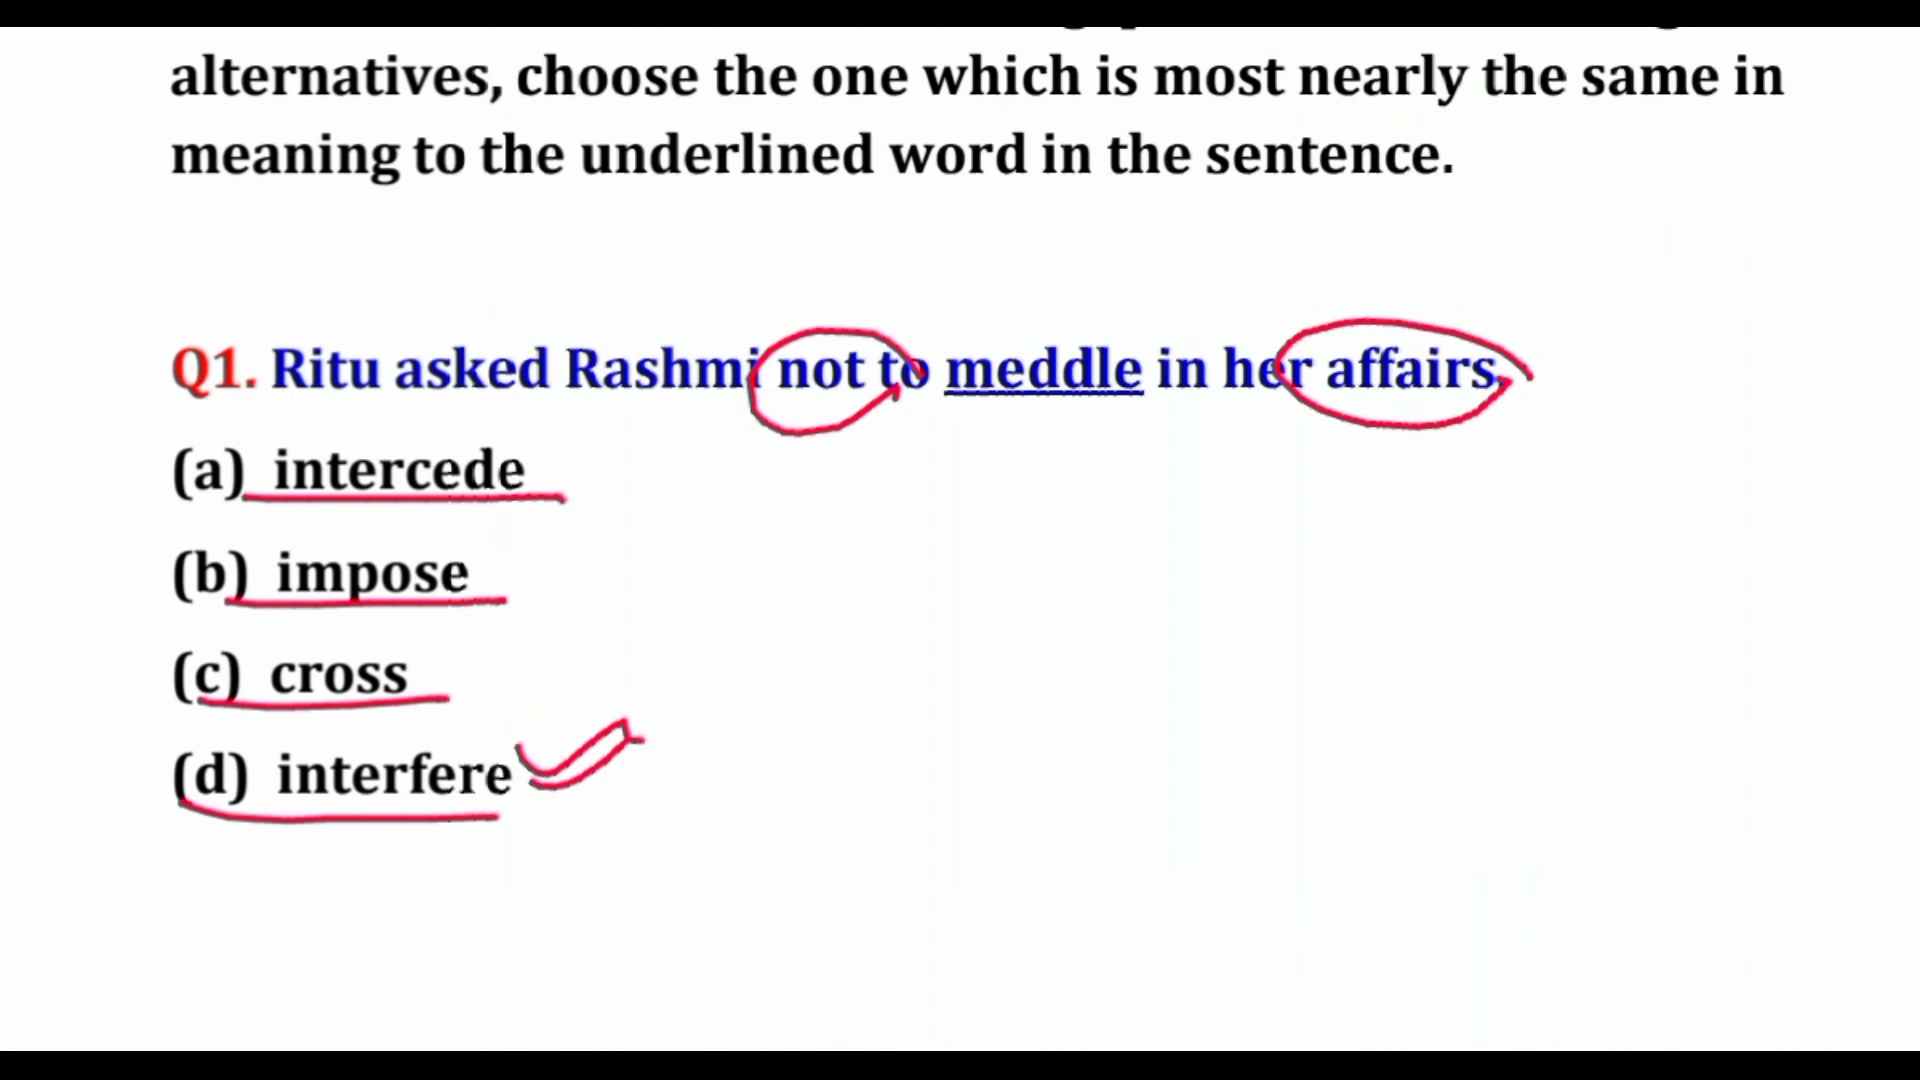 alternatives, choose the one which is most nearly the same in
meaning to the underlined word in the sentence.
Q1. Ritu asked Rashmi not to meddle in her affairs.
(a) intercede
(b) impose
(c) cross
(d) interfere